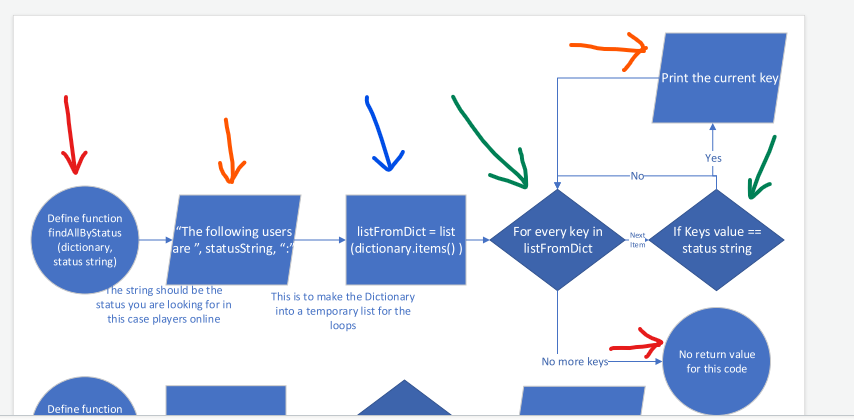 Define function
findAllByStatus
(dictionary,
status string)
The string should be the
status you are looking for in
this case players online
“The following users
are ”, statusString, “:”
listFromDict = list
(dictionary.items() )
This is to make the Dictionary
into a temporary list for the
loops
For every key in
listFromDict
Next
Item
If Keys value ==
status string
No
Yes
Print the current key
No more keys
No return value
for this code
Define function